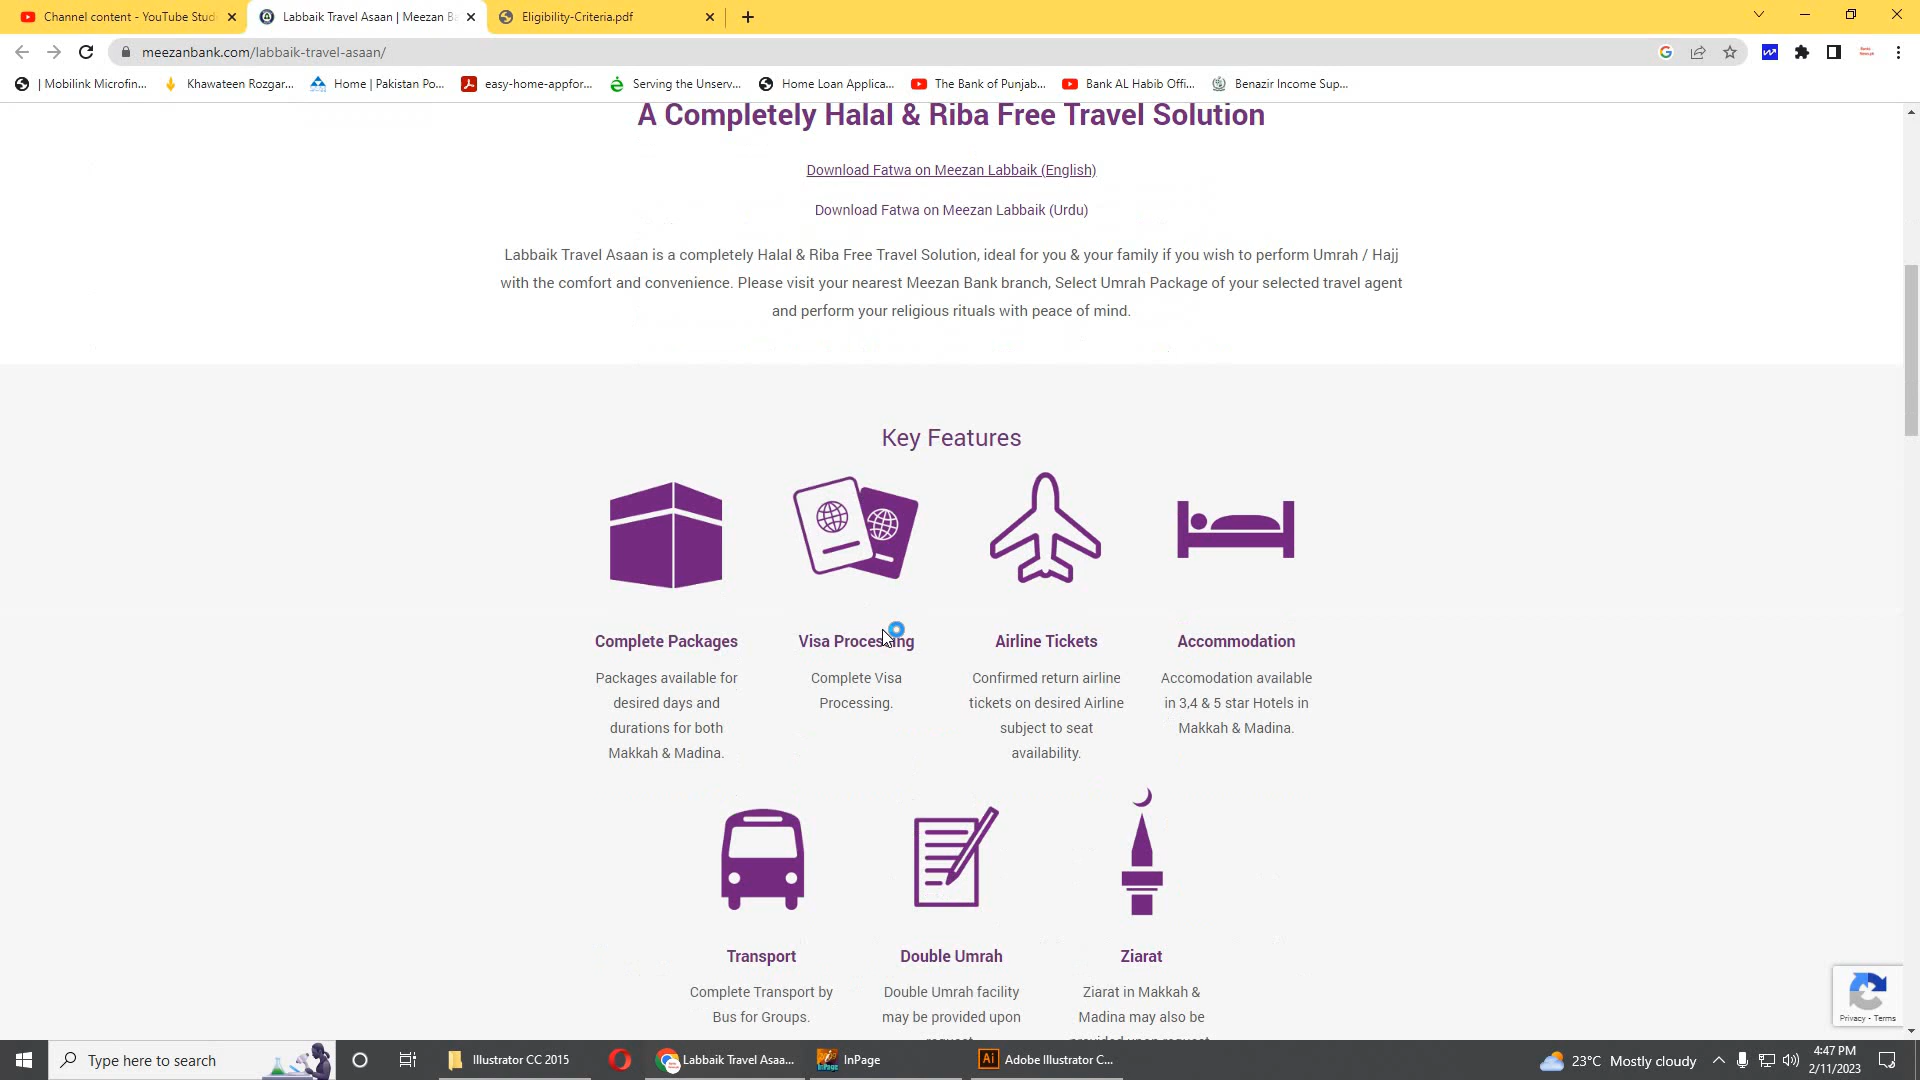 Channel content - YouTube Stud
Labbaik Travel Asaan | Meezan Ba
Eligibility-Criteria.pdf
meezanbank.com/labbaik-travel-asaan/
| Mobilink Microfin...
Khawateen Rozgar...
Home | Pakistan Po...
easy-home-appfor...
Serving the Unserv...
Home Loan Applica...
The Bank of Punjab...
Bank AL Habib Offi...
Benazir Income Sup...
A Completely Halal & Riba Free Travel Solution
Download Fatwa on Meezan Labbaik (English)
Download Fatwa on Meezan Labbaik (Urdu)
Labbaik Travel Asaan is a completely Halal & Riba Free Travel Solution, ideal for you & your family if you wish to perform Umrah / Hajj
with the comfort and convenience. Please visit your nearest Meezan Bank branch, Select Umrah Package of your selected travel agent
and perform your religious rituals with peace of mind.
Key Features
Complete Packages
Packages available for
desired days and
durations for both
Makkah & Madina.
Visa Processing
Complete Visa
Processing.
Airline Tickets
Confirmed return airline
tickets on desired Airline
subject to seat
availability.
Accommodation
Accomodation available
in 3,4 & 5 star Hotels in
Makkah & Madina.
Transport
Complete Transport by
Bus for Groups.
Double Umrah
Double Umrah facility
may be provided upon
Ziarat
Ziarat in Makkah &
Madina may also be
Privacy - Terms
Type here to search
Illustrator CC 2015
Labbaik Travel Asaa...
InPage
Ai
Adobe Illustrator C...
23°C Mostly cloudy
4:47 PM
2/11/2023